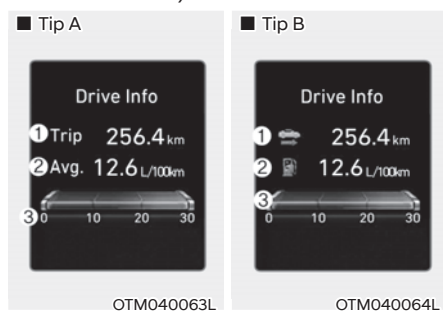 ■ Tip A
Drive Info
① Trip 256.4 km
② Avg. 12.6 L/100km
③
0 10 20 30
OTM040063L
■ Tip B
Drive Info
① 256.4 km
② 12.6 L/100km
③
0 10 20 30
OTM040064L